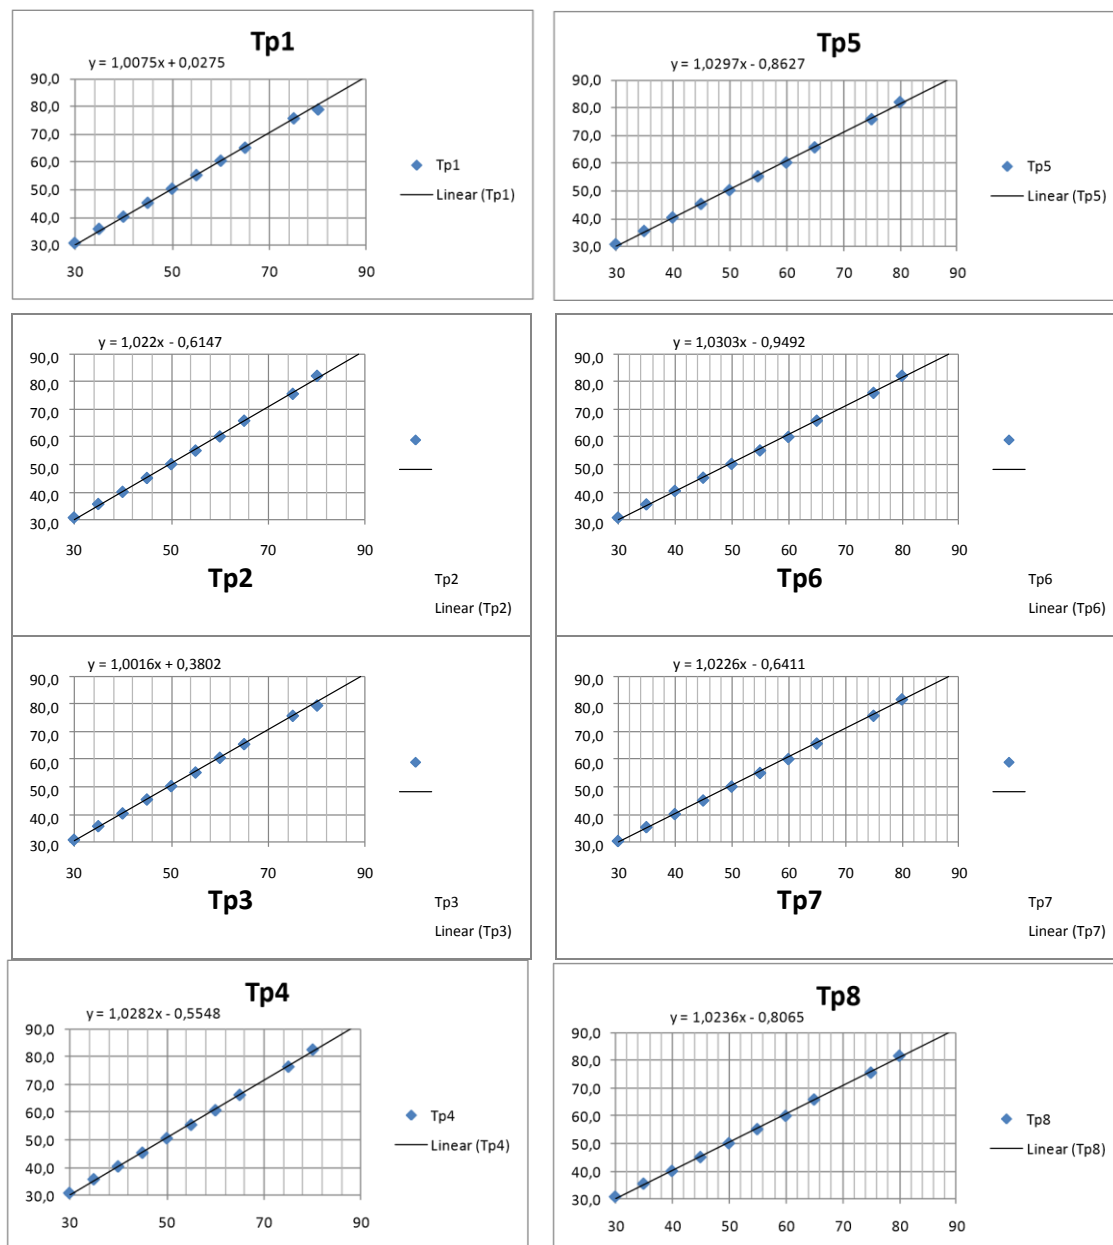 Tp1
y = 1,0075x + 0,0275
90,0
80,0
70,0
60,0
50,0
40,0
30,0
30 50 70 90
Tp1
Linear (Tp1)
Tp5
y = 1,0297x - 0,8627
90,0
80,0
70,0
60,0
50,0
40,0
30,0
30 40 50 60 70 80 90
Tp5
Linear (Tp5)
y = 1,022x - 0,6147
90,0
80,0
70,0
60,0
50,0
40,0
30,0
30 50 70 90
Tp2
Tp2
Linear (Tp2)
y = 1,0303x - 0,9492
90,0
80,0
70,0
60,0
50,0
40,0
30,0
30 40 50 60 70 80 90
Tp6
Tp6
Linear (Tp6)
y = 1,0016x + 0,3802
90,0
80,0
70,0
60,0
50,0
40,0
30,0
30 50 70 90
Tp3
Tp3
Linear (Tp3)
y = 1,0226x - 0,6411
90,0
80,0
70,0
60,0
50,0
40,0
30,0
30 40 50 60 70 80 90
Tp7
Tp7
Linear (Tp7)
Tp4
y = 1,0282x - 0,5548
90,0
80,0
70,0
60,0
50,0
40,0
30,0
30 50 70 90
Tp4
Linear (Tp4)
Tp8
y = 1,0236x - 0,8065
90,0
80,0
70,0
60,0
50,0
40,0
30,0
30 40 50 60 70 80 90
Tp8
Linear (Tp8)